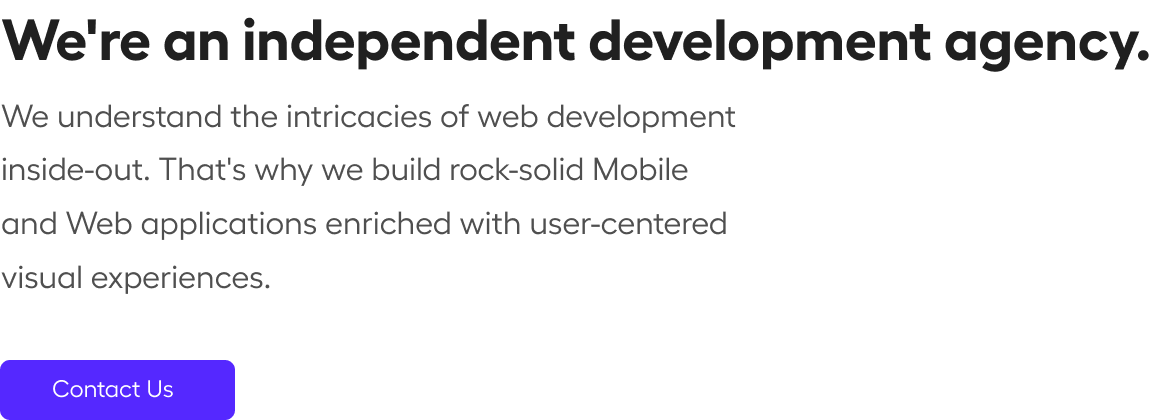 We're an independent development agency.
We understand the intricacies of web development
inside-out. That's why we build rock-solid Mobile
and Web applications enriched with user-centered
visual experiences.
Contact Us